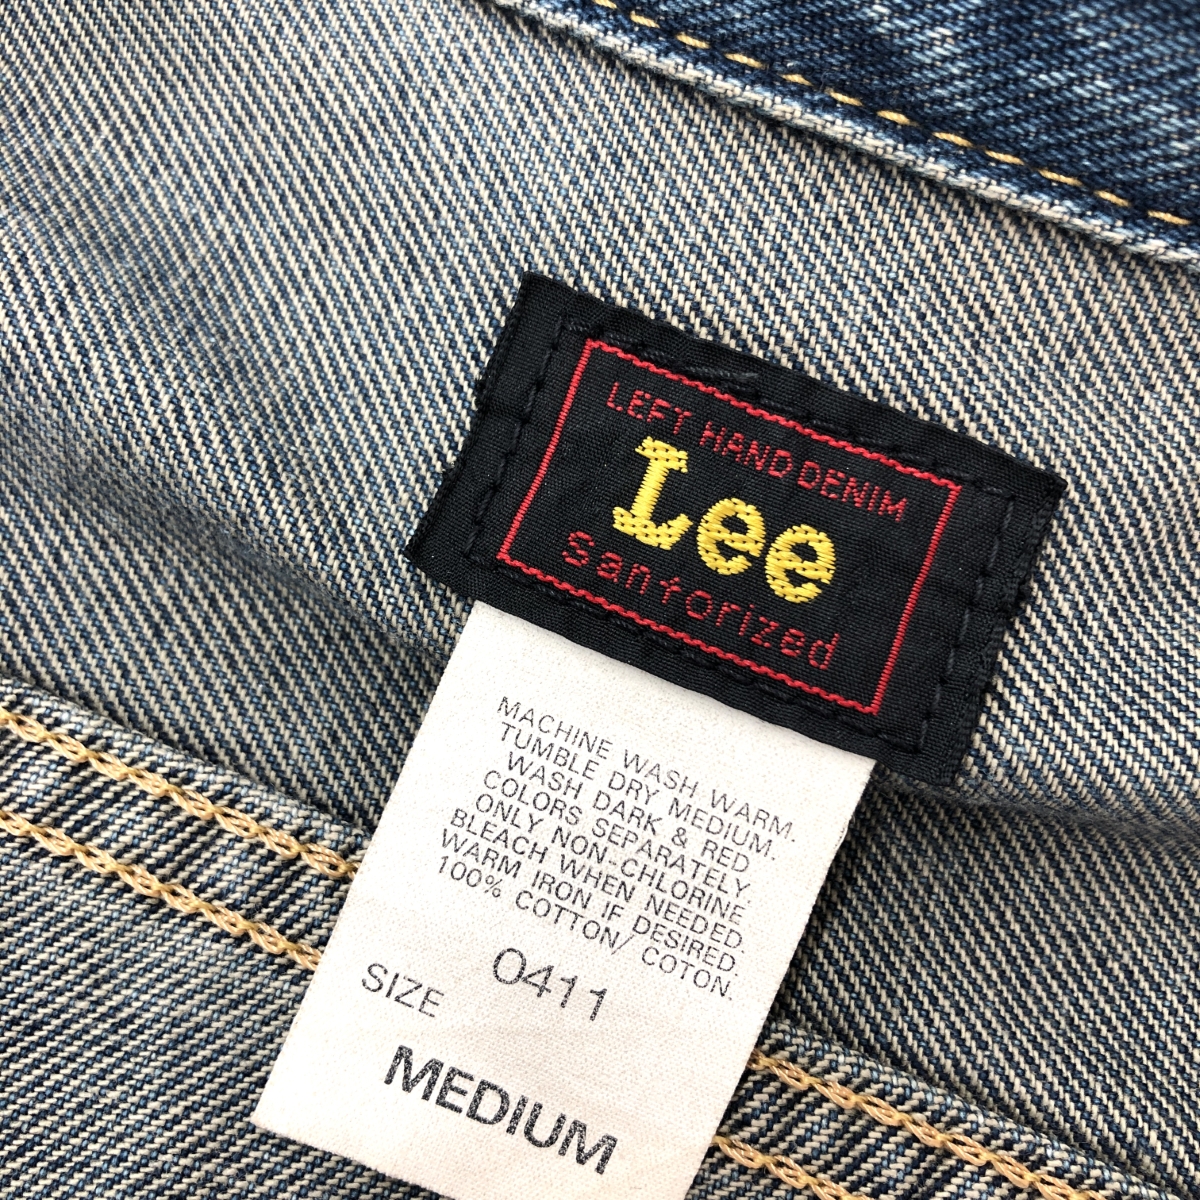 LEFT HAND DENIM
Lee
Santorized
MACHINE WASH WARM.
TUMBLE DRY MEDIUM.
WASH DARK & RED
COLORS SEPARATELY.
ONLY NON-CHLORINE
BLEACH WHEN NEEDED.
WARM IRON IF DESIRED.
100% COTTON/ COTON.
0411
SIZE
MEDIUM